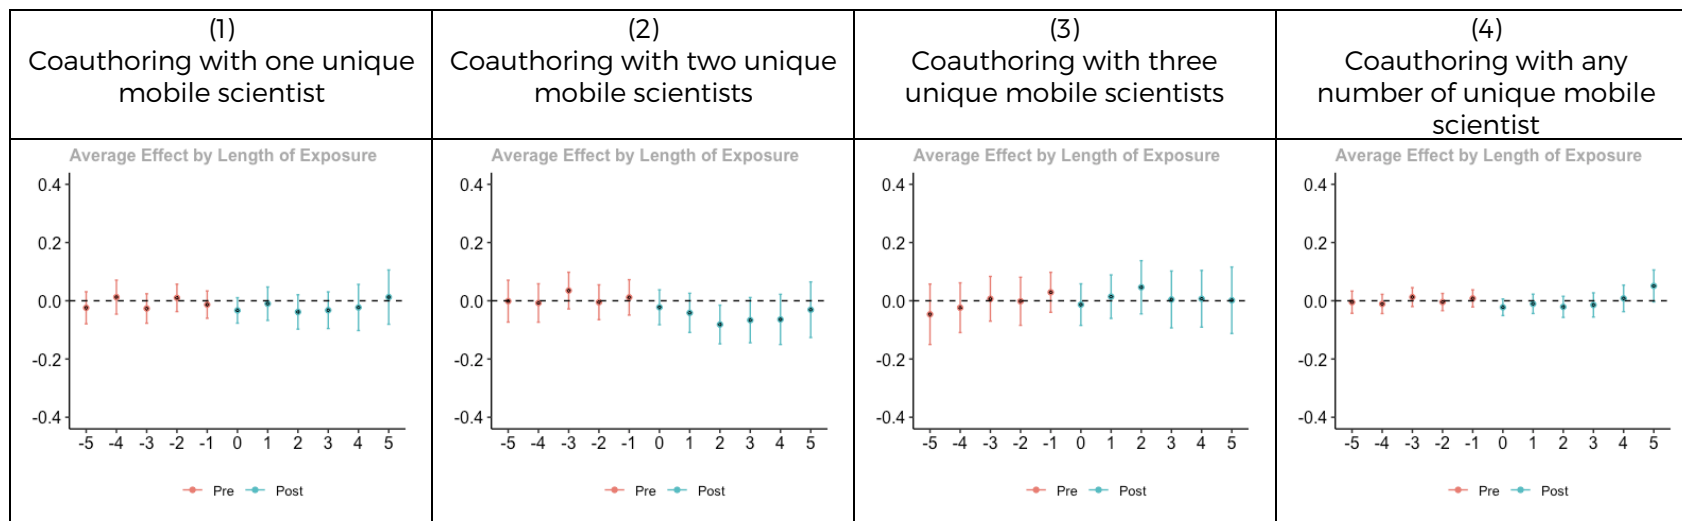 (1)
Coauthoring with one unique
mobile scientist
(2)
Coauthoring with two unique
mobile scientists
(3)
Coauthoring with three
unique mobile scientists
(4)
Coauthoring with any
number of unique mobile
scientist
Average Effect by Length of Exposure
0.4
0.2
0.0
-0.2
-0.4
-5 -4 -3 -2 -1 0 1 2 3 4 5
Pre Post
Average Effect by Length of Exposure
0.4
0.2
0.0
-0.2
-0.4
-5 -4 -3 -2 -1 0 1 2 3 4 5
Pre Post
Average Effect by Length of Exposure
0.4
0.2
0.0
-0.2
-0.4
-5 -4 -3 -2 -1 0 1 2 3 4 5
Pre Post
Average Effect by Length of Exposure
0.4
0.2
0.0
-0.2
-0.4
-5 -4 -3 -2 -1 0 1 2 3 4 5
Pre Post